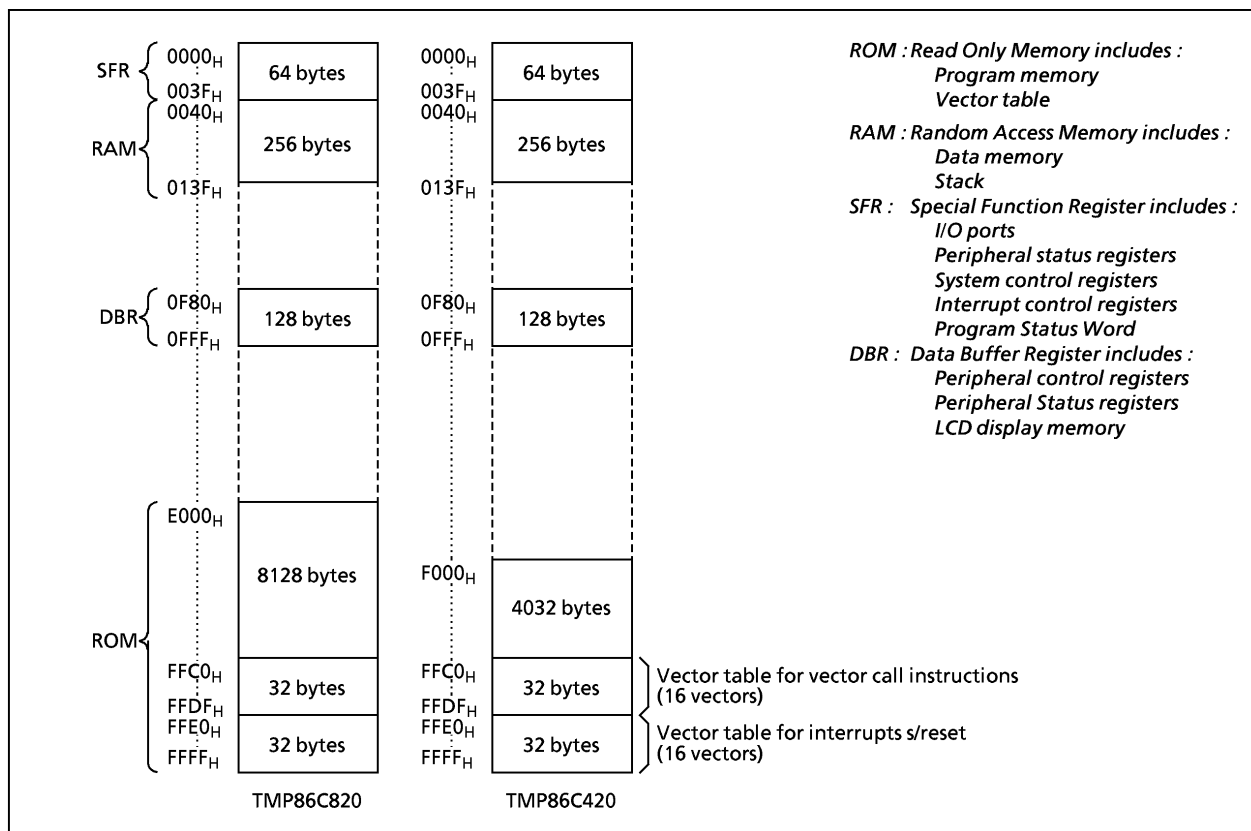 SFR
0000H
003FH
64 bytes
RAM
0040H
013FH
256 bytes
DBR
0F80H
0FFFH
128 bytes
ROM
E000H
8128 bytes
FFC0H
FFDFH
32 bytes
FFE0H
FFFFH
32 bytes
TMP86C820
0000H
003FH
64 bytes
0040H
013FH
256 bytes
0F80H
0FFFH
128 bytes
F000H
4032 bytes
FFC0H
FFDFH
32 bytes
FFE0H
FFFFH
32 bytes
TMP86C420
Vector table for vector call instructions
(16 vectors)
Vector table for interrupts s/reset
(16 vectors)
ROM : Read Only Memory includes :
Program memory
Vector table
RAM : Random Access Memory includes :
Data memory
Stack
SFR : Special Function Register includes :
I/O ports
Peripheral status registers
System control registers
Interrupt control registers
Program Status Word
DBR : Data Buffer Register includes :
Peripheral control registers
Peripheral Status registers
LCD display memory